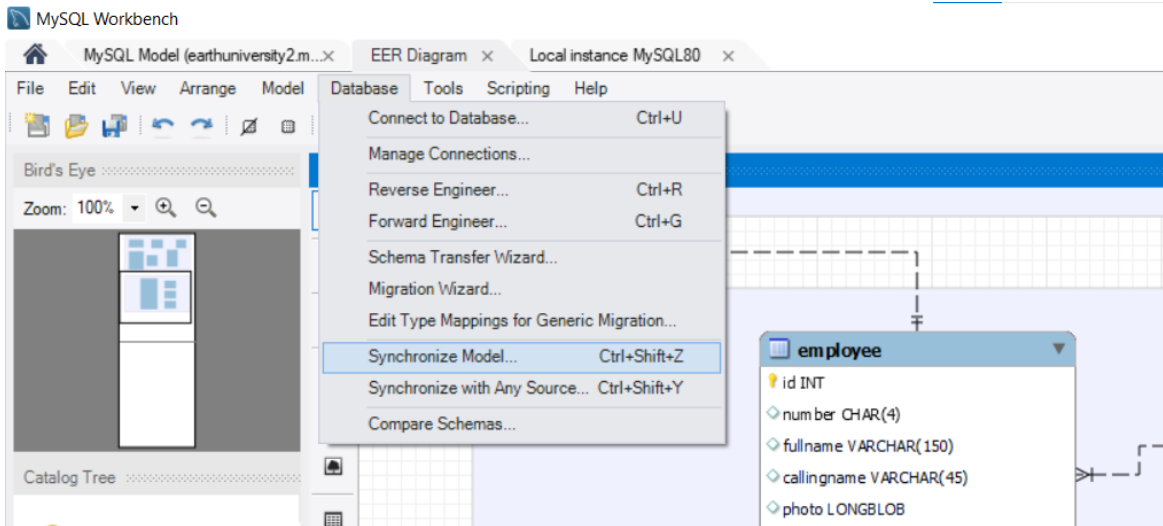 MySQL Workbench
MySQL Model (earthuniversity2.m...× EER Diagram × Local instance MySQL80 ×
File Edit View Arrange Model Database Tools Scripting Help
Connect to Database... Ctrl+U
Manage Connections...
Reverse Engineer... Ctrl+R
Forward Engineer... Ctrl+G
Schema Transfer Wizard...
Migration Wizard...
Edit Type Mappings for Generic Migration...
Synchronize Model... Ctrl+Shift+Z
Synchronize with Any Source... Ctrl+Shift+Y
Compare Schemas...
Bird's Eye
Zoom: 100%
Catalog Tree
employee
id INT
number CHAR(4)
fullname VARCHAR(150)
callingname VARCHAR(45)
photo LONGBLOB